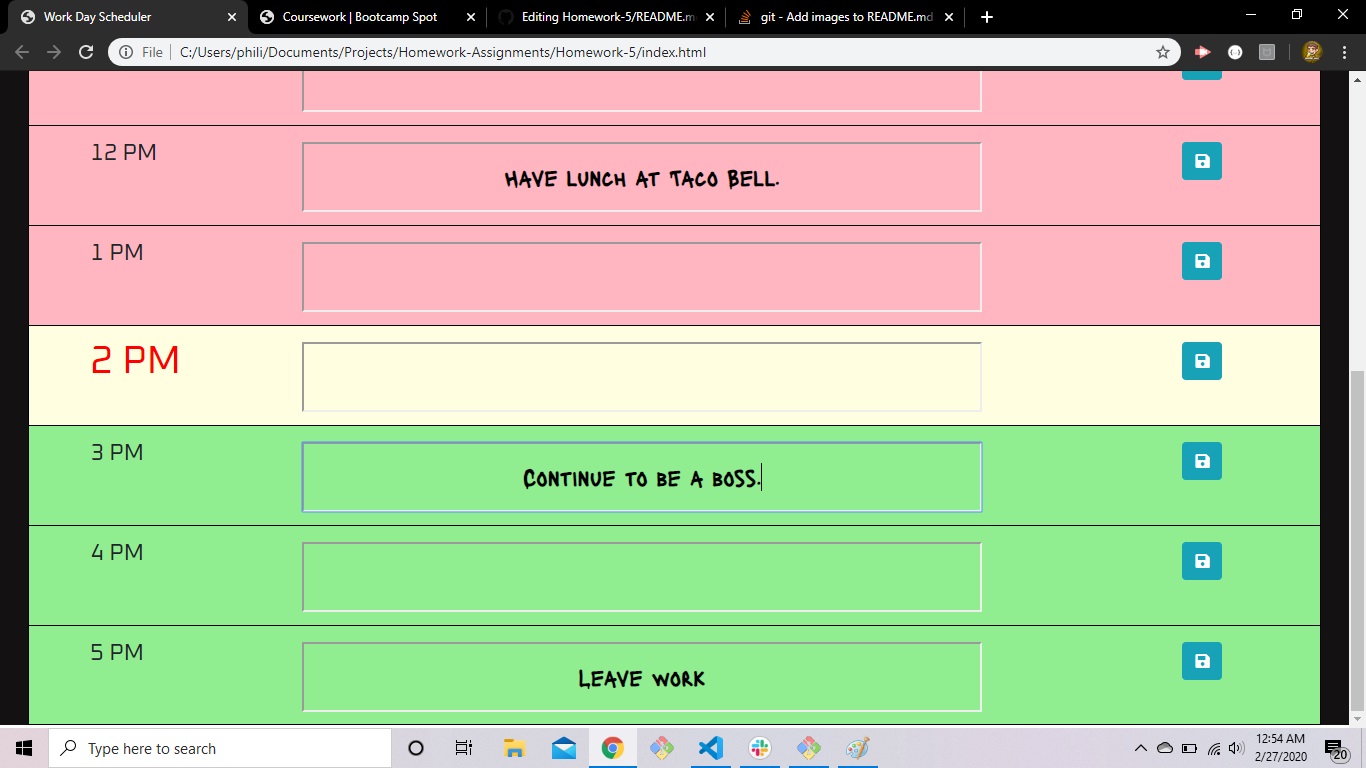 Work Day Scheduler
Coursework | Bootcamp Spot
Editing Homework-5/README.m
git - Add images to README.md
File
C:/Users/phili/Documents/Projects/Homework-Assignments/Homework-5/index.html
12 PM
HAVE LUNCH AT TACO BELL.
1 PM
2 PM
3 PM
CONTINUE TO BE A BOSS.
4 PM
5 PM
LEAVE WORK
Type here to search
12:54 AM
2/27/2020
20